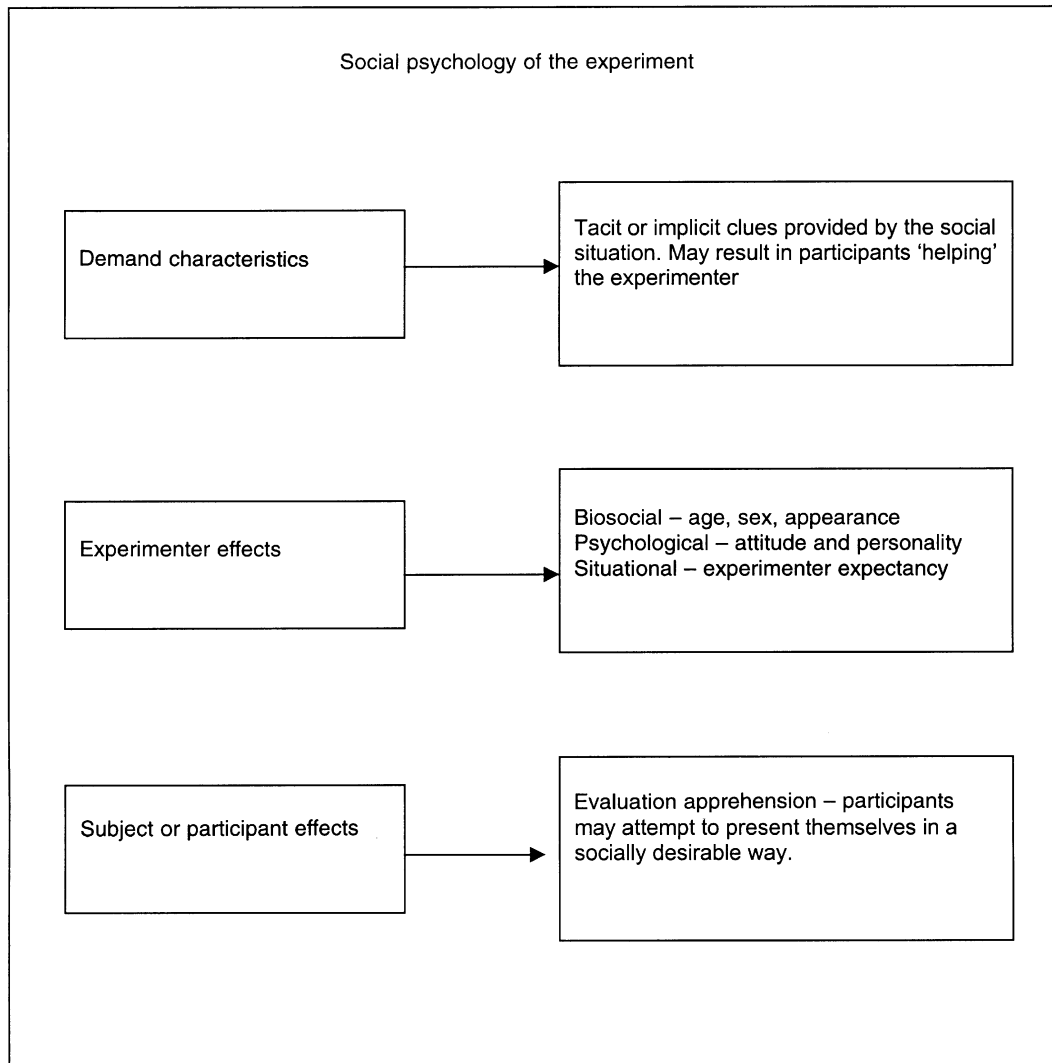 Social psychology of the experiment
Demand characteristics
Tacit or implicit clues provided by the social
situation. May result in participants ‘helping’
the experimenter
Experimenter effects
Biosocial – age, sex, appearance
Psychological – attitude and personality
Situational – experimenter expectancy
Subject or participant effects
Evaluation apprehension – participants
may attempt to present themselves in a
socially desirable way.